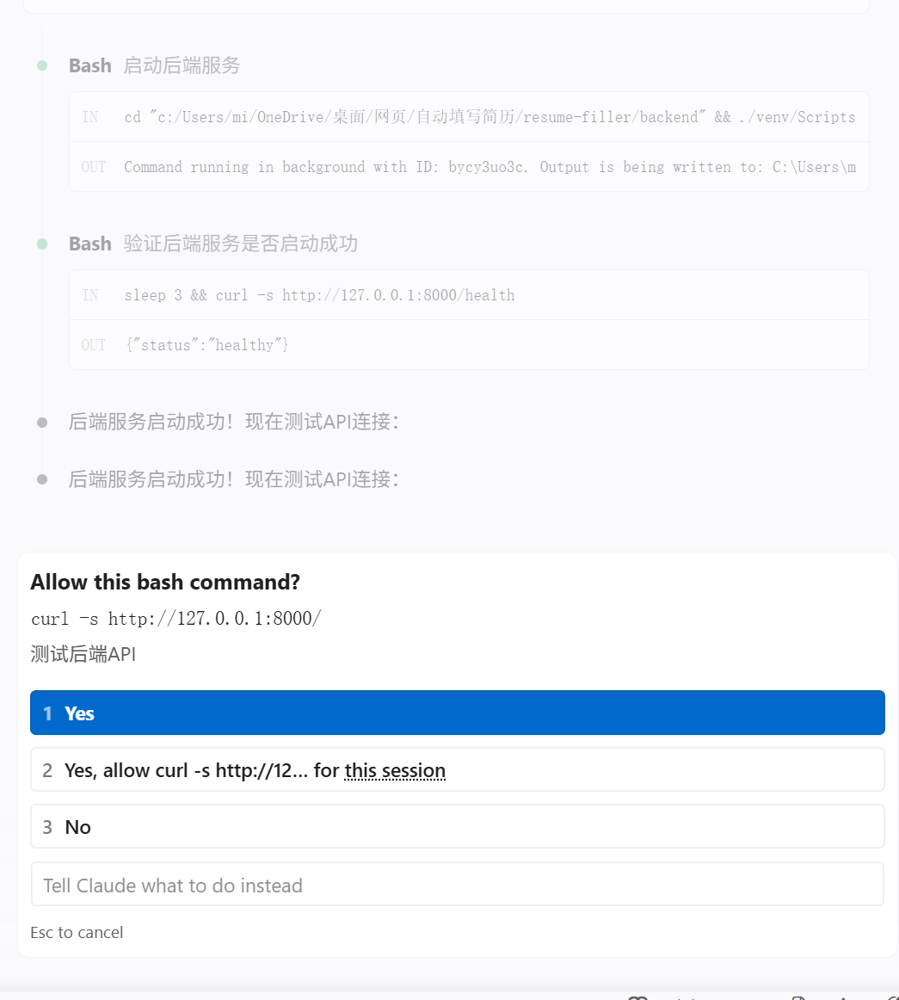 Bash 启动后端服务
IN cd "c:/Users/mi/OneDrive/桌面/网页/自动填写简历/resume-filler/backend" && ./venv/Scripts
OUT Command running in background with ID: bycy3uo3c. Output is being written to: C:\Users\m
Bash 验证后端服务是否启动成功
IN sleep 3 && curl -s http://127.0.0.1:8000/health
OUT {"status":"healthy"}
后端服务启动成功！现在测试API连接：
后端服务启动成功！现在测试API连接：
Allow this bash command?
curl -s http://127.0.0.1:8000/
测试后端API
1 Yes
2 Yes, allow curl -s http://12... for this session
3 No
Tell Claude what to do instead
Esc to cancel